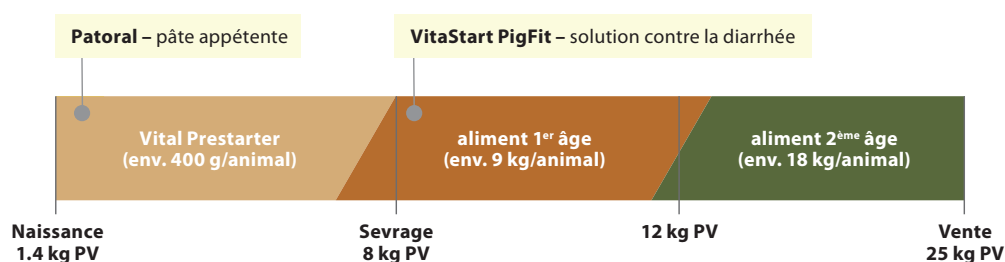 Patoral – pâte appétente
VitaStart PigFit – solution contre la diarrhée
Vital Prestarter
(env. 400 g/animal)
aliment 1er âge
(env. 9 kg/animal)
aliment 2ème âge
(env. 18 kg/animal)
Naissance
1.4 kg PV
Sevrage
8 kg PV
12 kg PV
Vente
25 kg PV